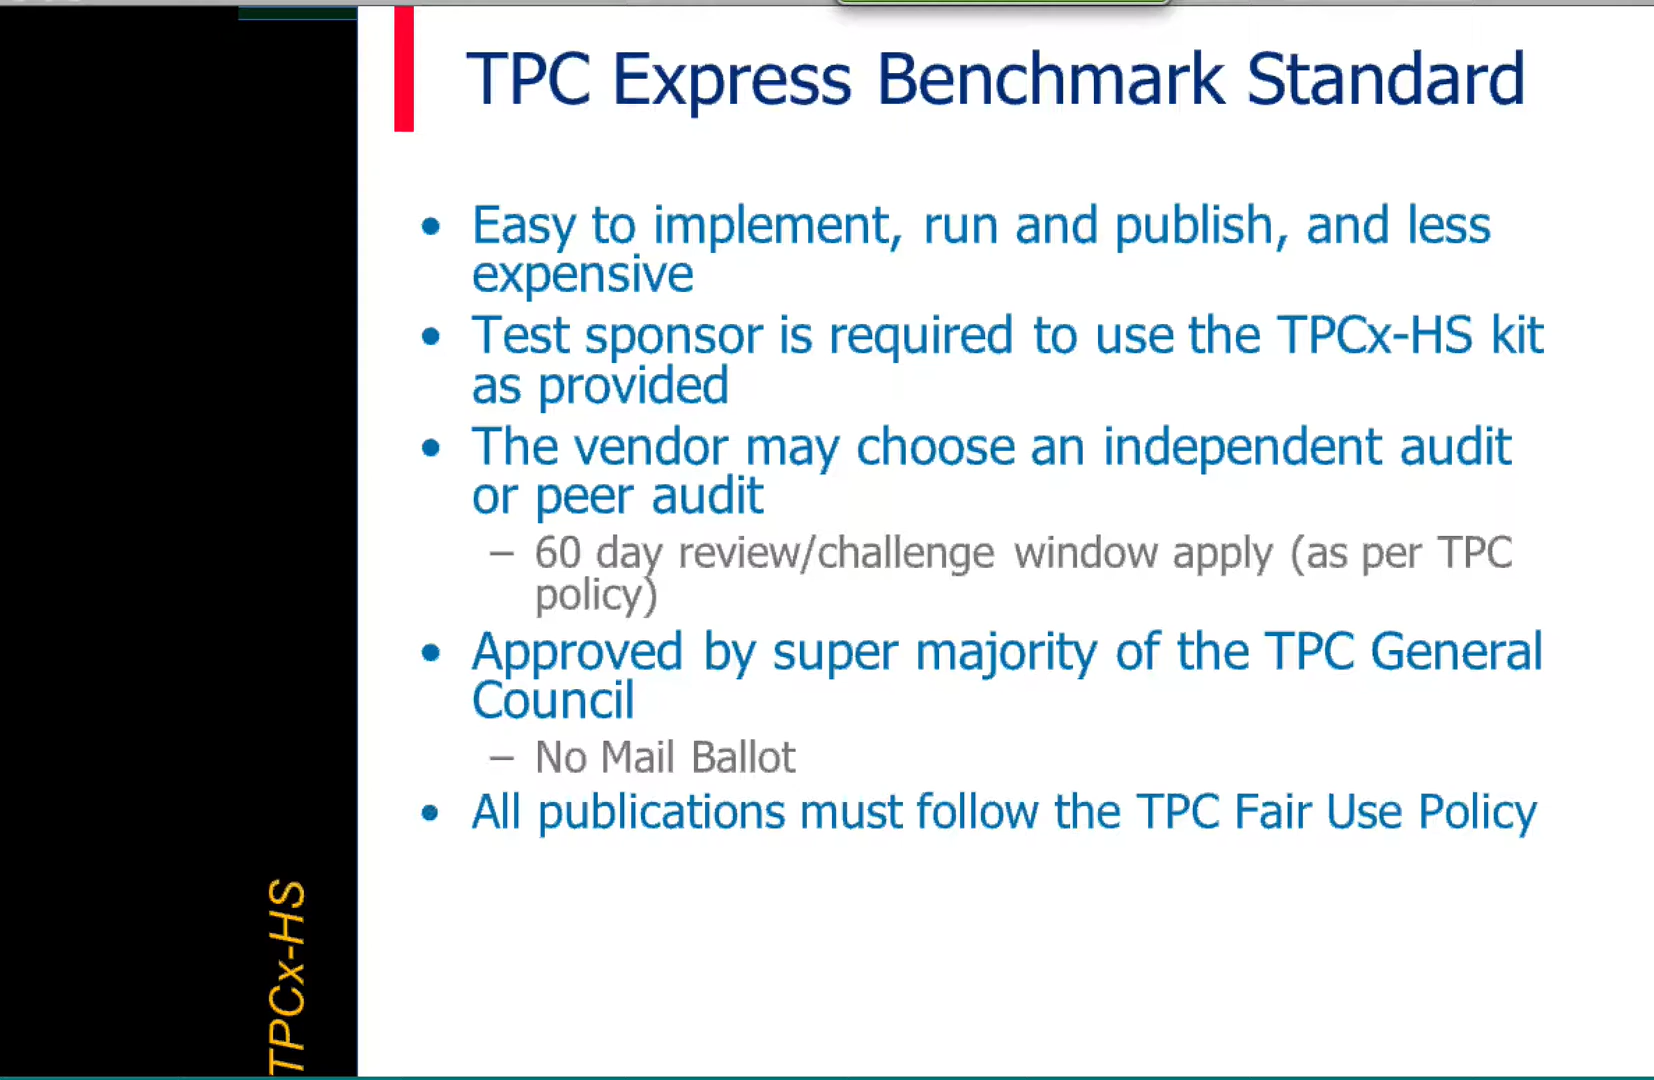 TPC Express Benchmark Standard
• Easy to implement, run and publish, and less
expensive
• Test sponsor is required to use the TPCx-HS kit
as provided
• The vendor may choose an independent audit
or peer audit
– 60 day review/challenge window apply (as per TPC
policy)
• Approved by super majority of the TPC General
Council
– No Mail Ballot
• All publications must follow the TPC Fair Use Policy
TPCx-HS